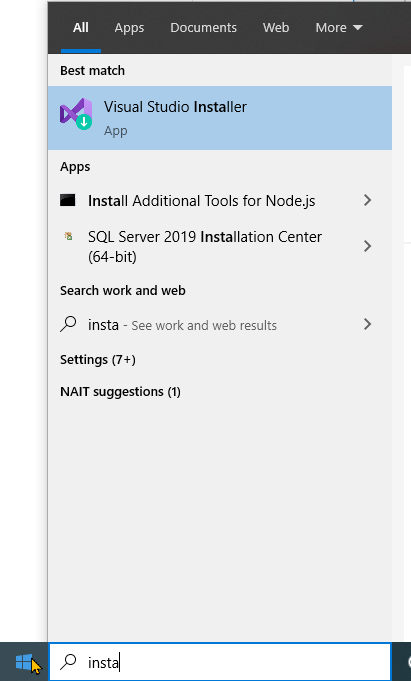 All Apps Documents Web More
Best match
Visual Studio Installer
App
Apps
Install Additional Tools for Node.js
SQL Server 2019 Installation Center
(64-bit)
Search work and web
insta - See work and web results
Settings (7+)
NAIT suggestions (1)
insta